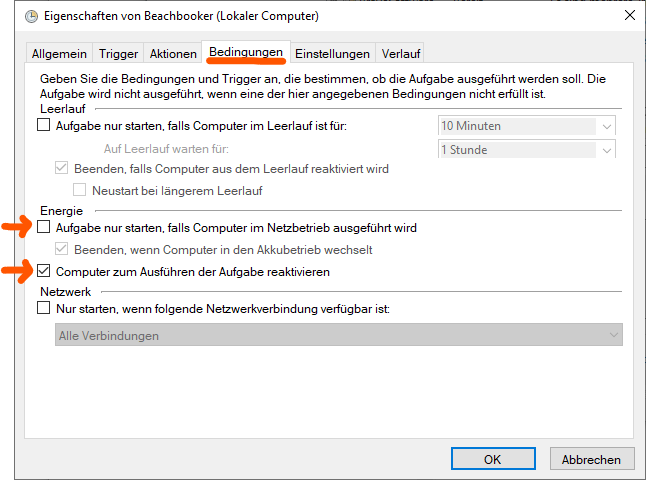 Eigenschaften von Beachbooker (Lokaler Computer)
Allgemein Trigger Aktionen Bedingungen Einstellungen Verlauf
Geben Sie die Bedingungen und Trigger an, die bestimmen, ob die Aufgabe ausgeführt werden soll. Die
Aufgabe wird nicht ausgeführt, wenn eine der hier angegebenen Bedingungen nicht erfüllt ist.
Leerlauf
Aufgabe nur starten, falls Computer im Leerlauf ist für: 10 Minuten
Auf Leerlauf warten für: 1 Stunde
Beenden, falls Computer aus dem Leerlauf reaktiviert wird
Neustart bei längerem Leerlauf
Energie
Aufgabe nur starten, falls Computer im Netzbetrieb ausgeführt wird
Beenden, wenn Computer in den Akkubetrieb wechselt
Computer zum Ausführen der Aufgabe reaktivieren
Netzwerk
Nur starten, wenn folgende Netzwerkverbindung verfügbar ist:
Alle Verbindungen
OK Abbrechen